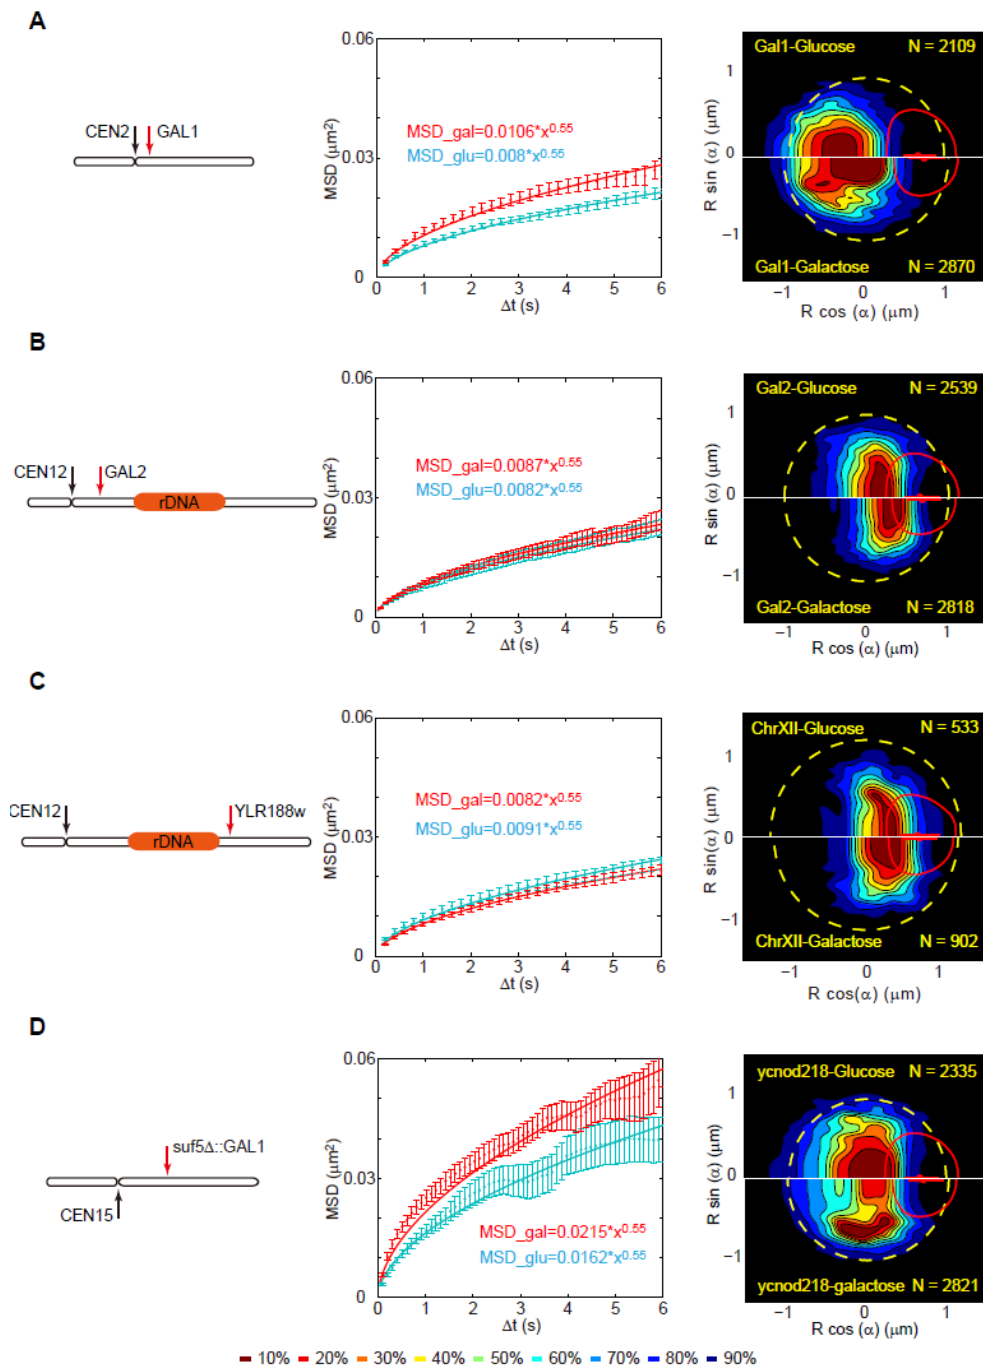 A
CEN2
GAL1
MSD (μm²)
0.06
0.03
0
MSD_gal=0.0106*x^0.55
MSD_glu=0.008*x^0.55
0 1 2 3 4 5 6
Δt (s)
Gal1-Glucose N = 2109
R sin (α) (μm)
1
0
−1
Gal1-Galactose N = 2870
−1 0 1
R cos (α) (μm)
B
CEN12
GAL2
rDNA
MSD (μm²)
0.06
0.03
0
MSD_gal=0.0087*x^0.55
MSD_glu=0.0082*x^0.55
0 1 2 3 4 5 6
Δt (s)
Gal2-Glucose N = 2539
R sin (α) (μm)
1
0
−1
Gal2-Galactose N = 2818
−1 0 1
R cos (α) (μm)
C
CEN12
YLR188w
rDNA
MSD (μm²)
0.06
0.03
0
MSD_gal=0.0082*x^0.55
MSD_glu=0.0091*x^0.55
0 1 2 3 4 5 6
Δt (s)
ChrXII-Glucose N = 533
R sin(α) (μm)
1
0
−1
ChrXII-Galactose N = 902
−1 0 1
R cos(α) (μm)
D
suf5Δ::GAL1
CEN15
MSD (μm²)
0.06
0.03
0
MSD_gal=0.0215*x^0.55
MSD_glu=0.0162*x^0.55
0 1 2 3 4 5 6
Δt (s)
ycnod218-Glucose N = 2335
R sin (α) (μm)
1
0
−1
ycnod218-galactose N = 2821
−1 0 1
R cos (α) (μm)
10% 20% 30% 40% 50% 60% 70% 80% 90%